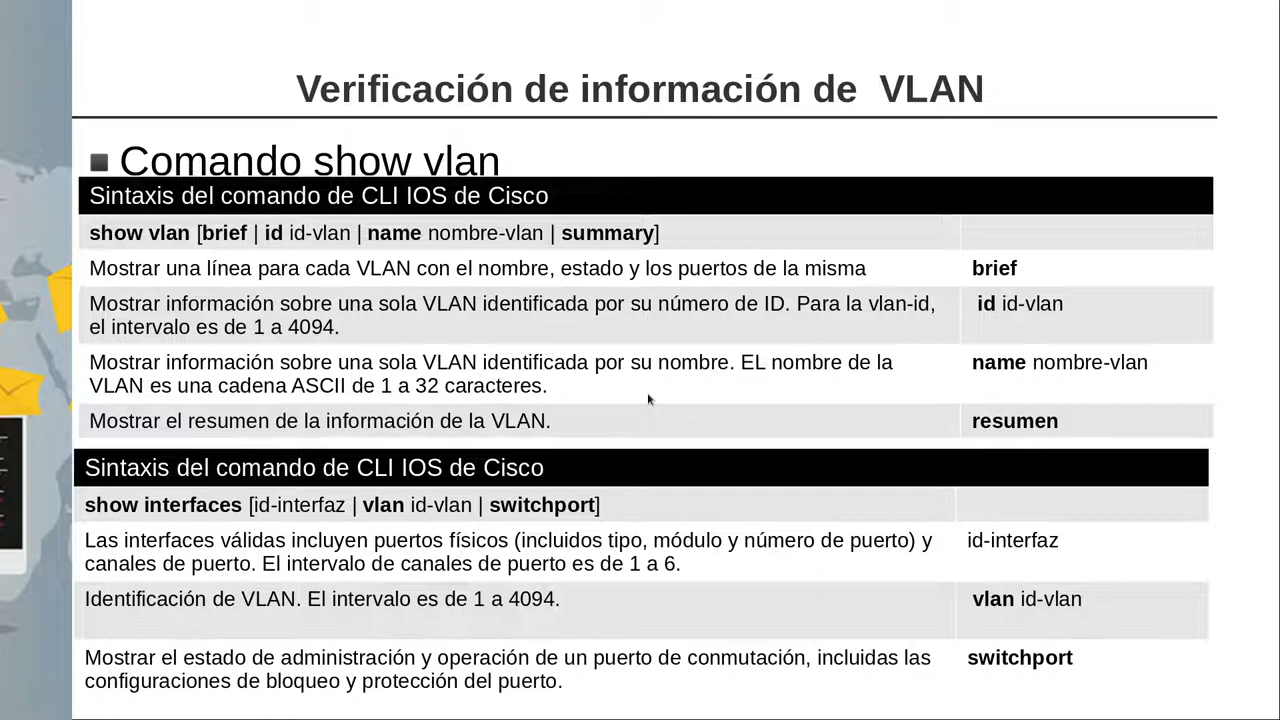 Verificación de información de VLAN
Comando show vlan
Sintaxis del comando de CLI IOS de Cisco
show vlan [brief | id id-vlan | name nombre-vlan | summary]
Mostrar una línea para cada VLAN con el nombre, estado y los puertos de la misma brief
Mostrar información sobre una sola VLAN identificada por su número de ID. Para la vlan-id, id id-vlan
el intervalo es de 1 a 4094.
Mostrar información sobre una sola VLAN identificada por su nombre. EL nombre de la name nombre-vlan
VLAN es una cadena ASCII de 1 a 32 caracteres.
Mostrar el resumen de la información de la VLAN. resumen
Sintaxis del comando de CLI IOS de Cisco
show interfaces [id-interfaz | vlan id-vlan | switchport]
Las interfaces válidas incluyen puertos físicos (incluidos tipo, módulo y número de puerto) y id-interfaz
canales de puerto. El intervalo de canales de puerto es de 1 a 6.
Identificación de VLAN. El intervalo es de 1 a 4094. vlan id-vlan
Mostrar el estado de administración y operación de un puerto de conmutación, incluidas las switchport
configuraciones de bloqueo y protección del puerto.